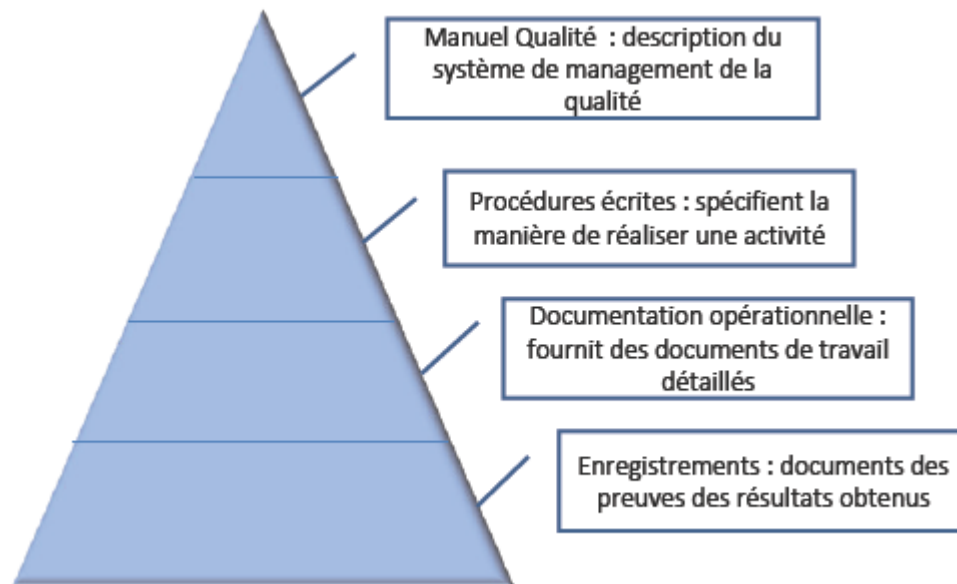 Manuel Qualité : description du
système de management de la
qualité
Procédures écrites : spécifient la
manière de réaliser une activité
Documentation opérationnelle :
fournit des documents de travail
détaillés
Enregistrements : documents des
preuves des résultats obtenus